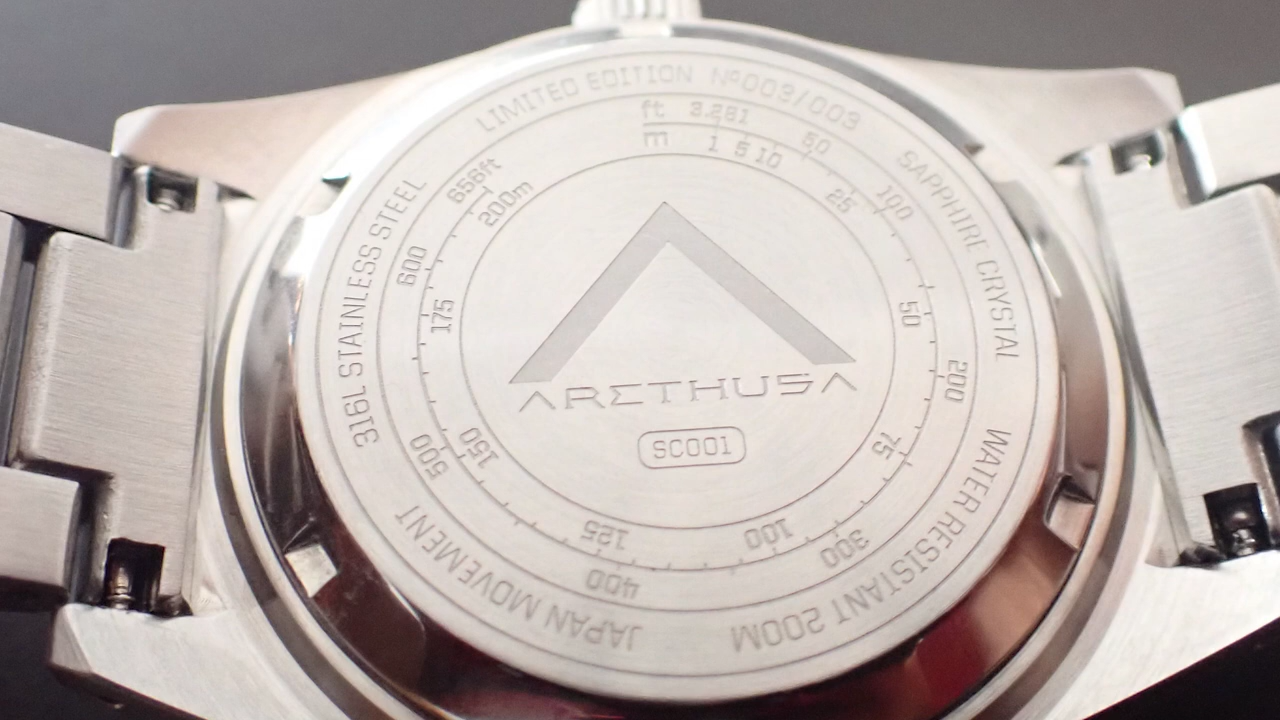 LIMITED EDITION Nº003/003
SAPPHIRE CRYSTAL
WATER RESISTANT 200M
JAPAN MOVEMENT
316L STAINLESS STEEL
ft 3.281 50 100 200 300 400 500 600 656ft
m 1 5 10 25 50 75 100 125 150 175 200m
ARETHUSA
SC001